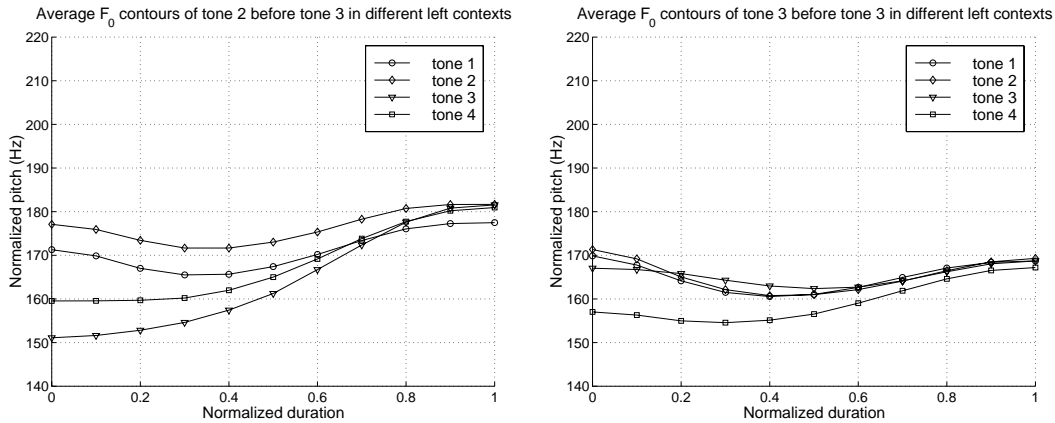 Average F0 contours of tone 2 before tone 3 in different left contexts
220
210
200
190
180
170
160
150
140
Normalized pitch (Hz)
tone 1
tone 2
tone 3
tone 4
0 0.2 0.4 0.6 0.8 1
Normalized duration
Average F0 contours of tone 3 before tone 3 in different left contexts
220
210
200
190
180
170
160
150
140
Normalized pitch (Hz)
tone 1
tone 2
tone 3
tone 4
0 0.2 0.4 0.6 0.8 1
Normalized duration